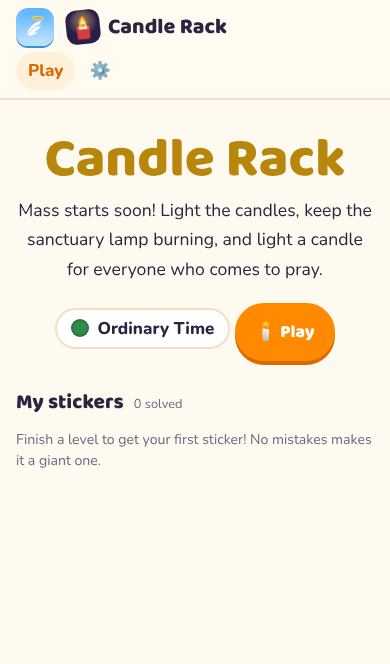 Candle Rack
Play
Candle Rack
Mass starts soon! Light the candles, keep the
sanctuary lamp burning, and light a candle
for everyone who comes to pray.
Ordinary Time
Play
My stickers 0 solved
Finish a level to get your first sticker! No mistakes makes
it a giant one.